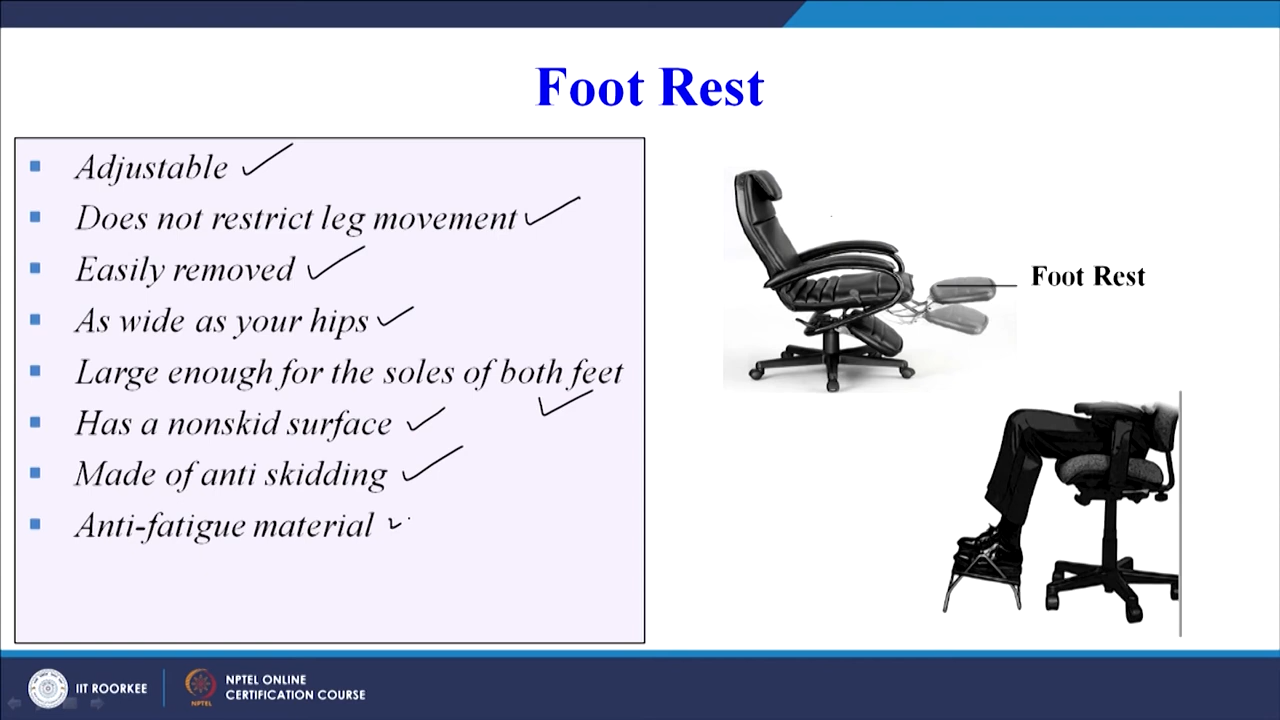 Foot Rest
Adjustable
Does not restrict leg movement
Easily removed
As wide as your hips
Large enough for the soles of both feet
Has a nonskid surface
Made of anti skidding
Anti-fatigue material
Foot Rest
IIT ROORKEE
NPTEL
NPTEL ONLINE
CERTIFICATION COURSE